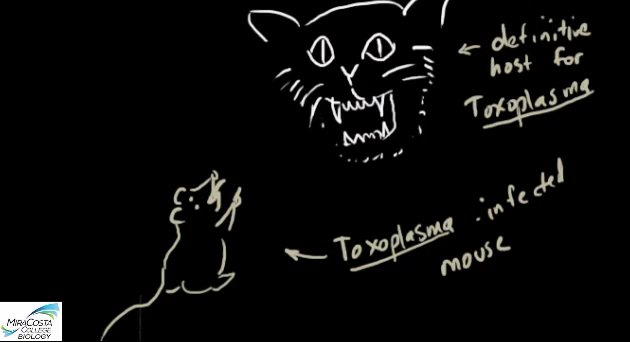 ← definitive
host for
Toxoplasma
← Toxoplasma - infected
mouse
MIRACOSTA
COLLEGE
BIOLOGY